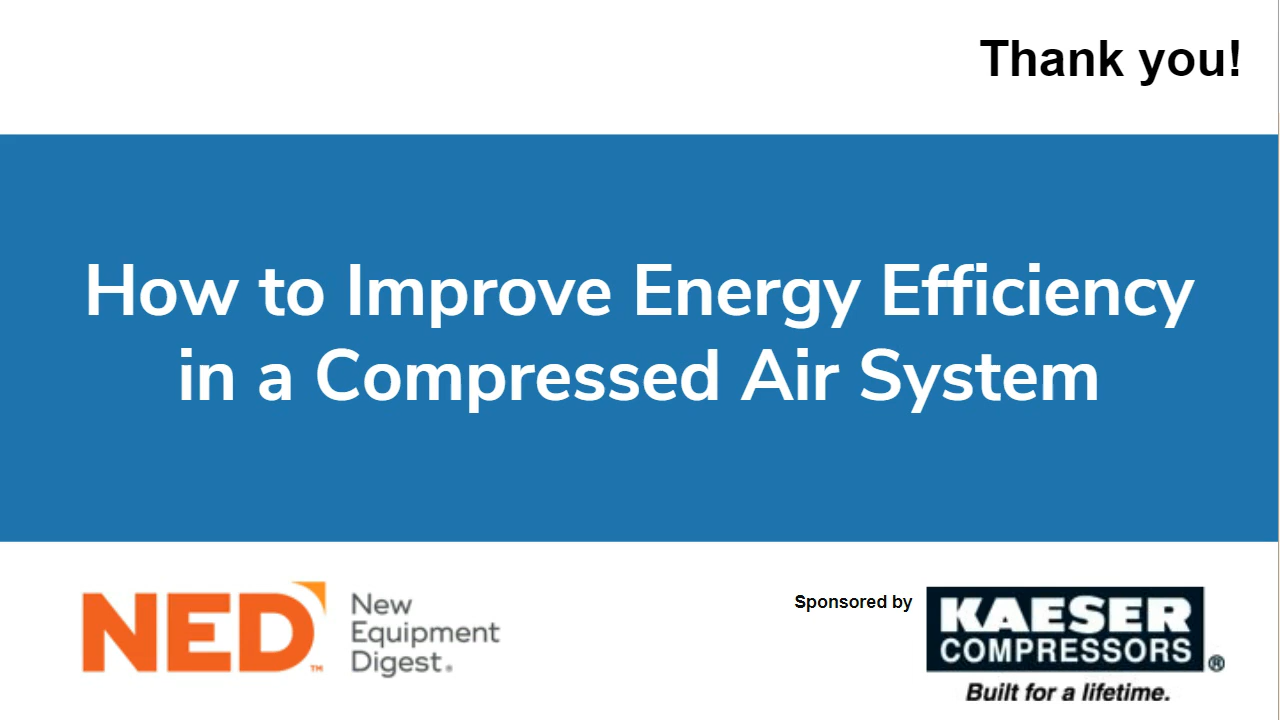 Thank you!
How to Improve Energy Efficiency
in a Compressed Air System
NED™
New
Equipment
Digest®
Sponsored by
KAESER
COMPRESSORS®
Built for a lifetime.